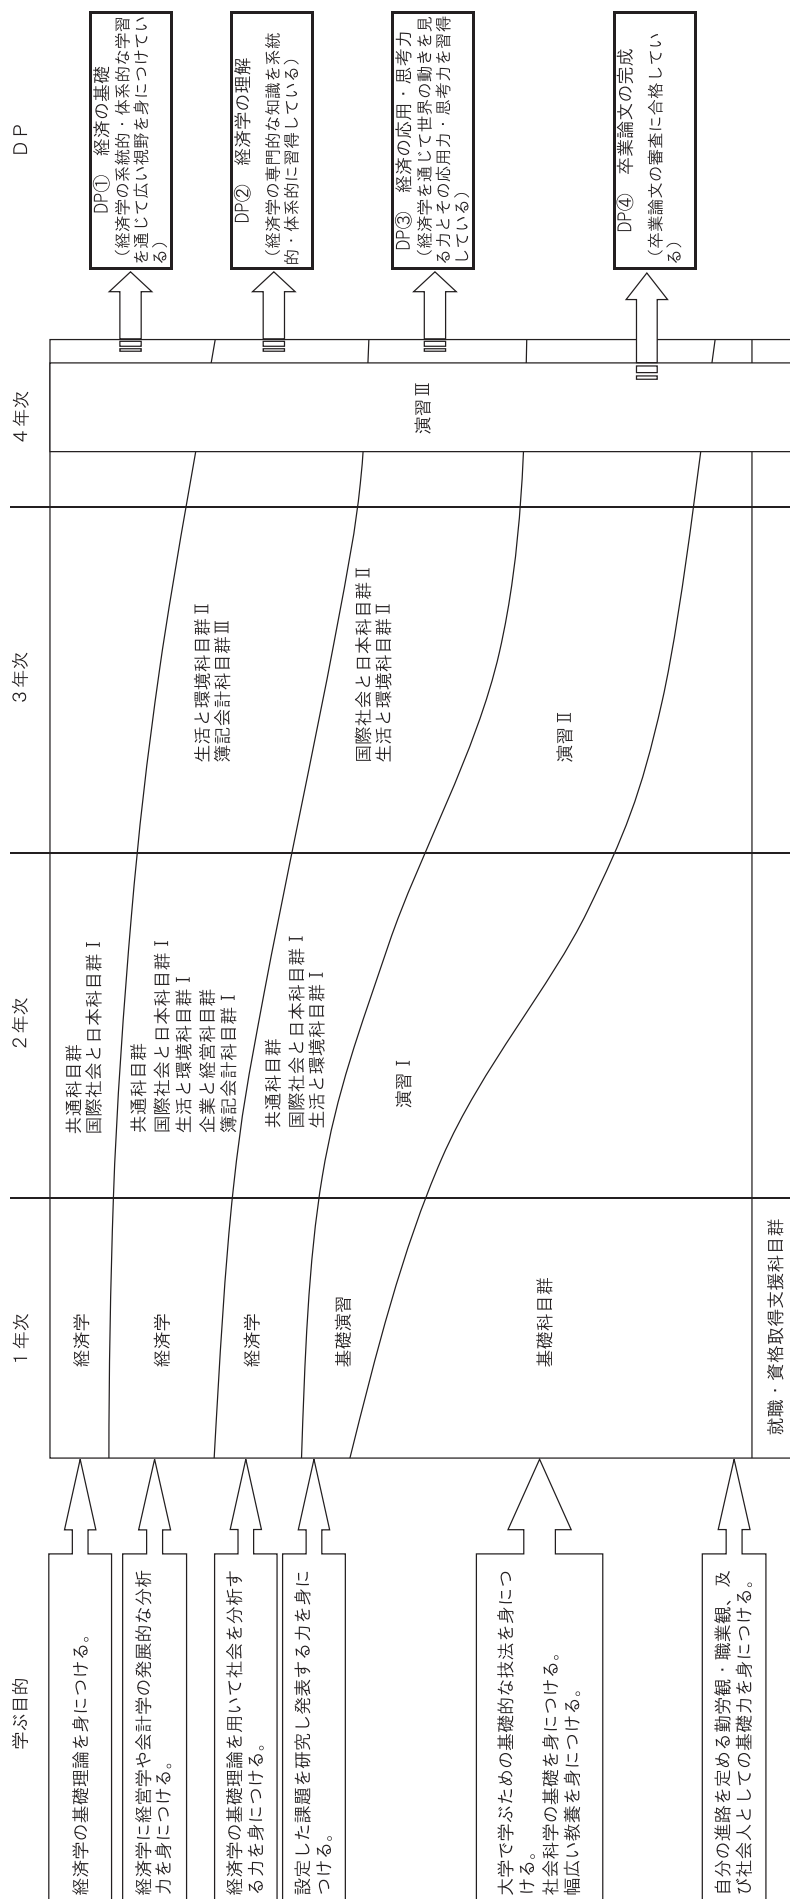 学ぶ目的
1年次
2年次
3年次
4年次
DP
経済学の基礎理論を身につける。
経済学
共通科目群
国際社会と日本科目群Ⅰ
DP①　経済の基礎
（経済学の系統的・体系的な学習
を通じて広い視野を身につけてい
る）
経済学に経営学や会計学の発展的な分析
力を身につける。
経済学
共通科目群
国際社会と日本科目群Ⅰ
生活と環境科目群Ⅰ
企業と経営科目群
簿記会計科目群Ⅰ
生活と環境科目群Ⅱ
簿記会計科目群Ⅲ
DP②　経済学の理解
（経済学の専門的な知識を系統
的・体系的に習得している）
経済学の基礎理論を用いて社会を分析す
る力を身につける。
経済学
共通科目群
国際社会と日本科目群Ⅰ
生活と環境科目群Ⅰ
国際社会と日本科目群Ⅱ
生活と環境科目群Ⅱ
演習Ⅲ
DP③　経済の応用・思考力
（経済学を通じて世界の動きを見
る力とその応用力・思考力を習得
している）
設定した課題を研究し発表する力を身に
つける。
基礎演習
演習Ⅰ
演習Ⅱ
DP④　卒業論文の完成
（卒業論文の審査に合格してい
る）
大学で学ぶための基礎的な技法を身につ
ける。
社会科学の基礎を身につける。
幅広い教養を身につける。
基礎科目群
自分の進路を定める勤労観・職業観、及
び社会人としての基礎力を身につける。
就職・資格取得支援科目群